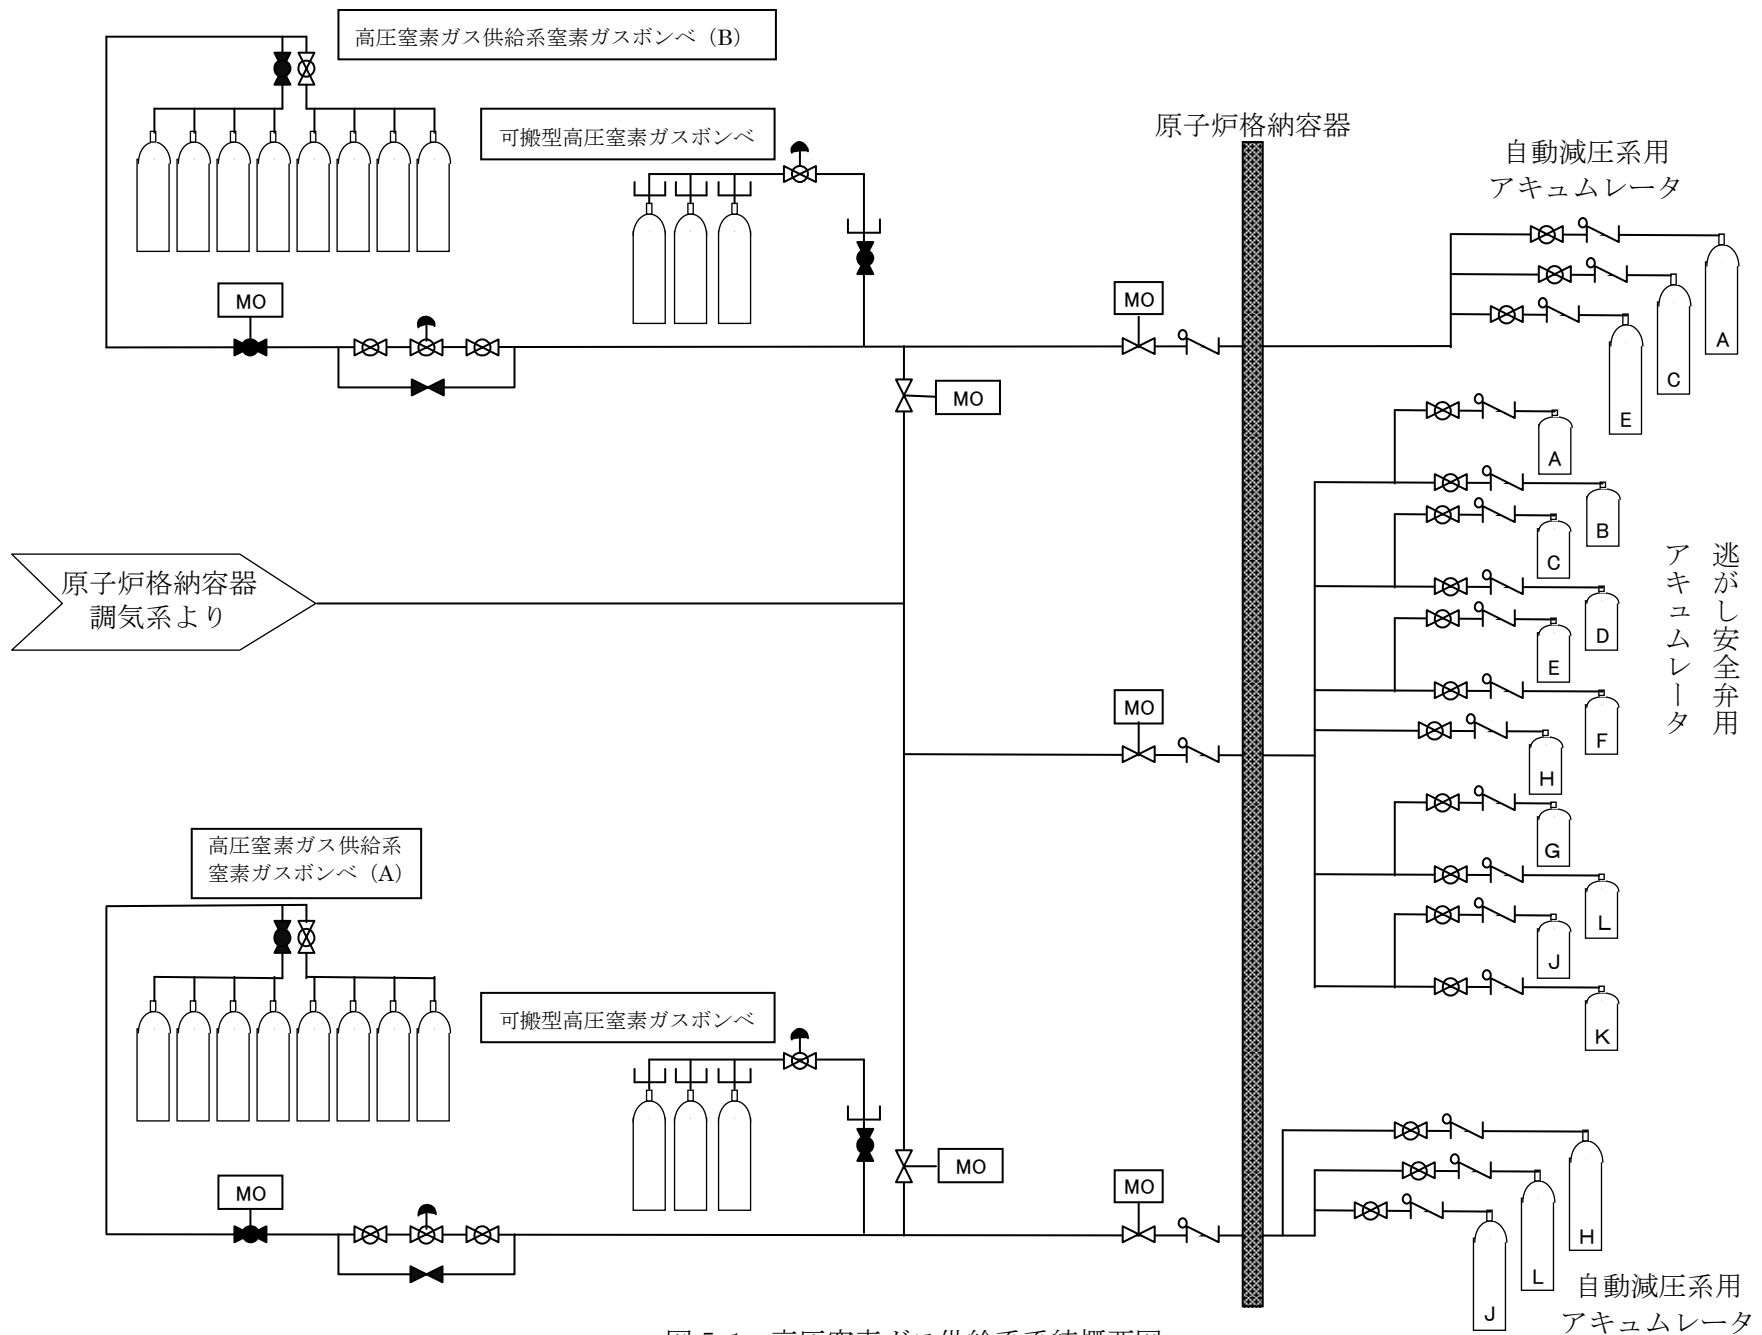 高圧窒素ガス供給系窒素ガスボンベ（B）
可搬型高圧窒素ガスボンベ
原子炉格納容器
自動減圧系用
アキュムレータ
MO
MO
MO
A
C
E
A
B
C
D
E
F
H
G
L
J
K
逃がし安全弁用
アキュムレータ
原子炉格納容器
調気系より
MO
高圧窒素ガス供給系
窒素ガスボンベ（A）
可搬型高圧窒素ガスボンベ
MO
MO
MO
H
L
J
自動減圧系用
アキュムレータ